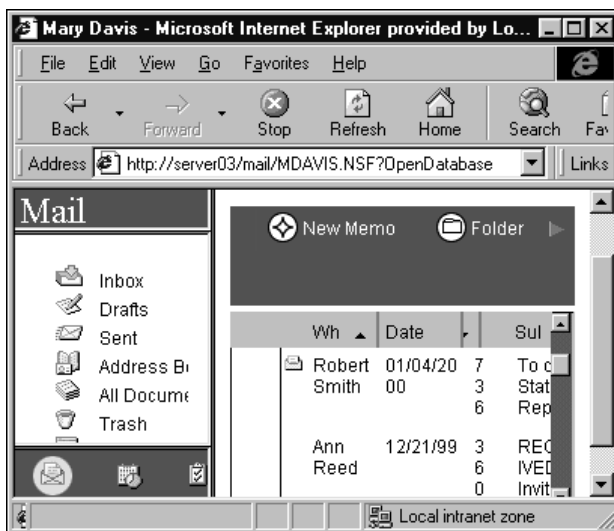 Mary Davis - Microsoft Internet Explorer provided by Lo...
File Edit View Go Favorites Help
Back Forward Stop Refresh Home Search Fav
Address http://server03/mail/MDAVIS.NSF?OpenDatabase Links
Mail
New Memo Folder
Inbox
Drafts
Sent
Address B
All Docume
Trash
Wh Date Sul
Robert 01/04/20 7 To
Smith 00 3 Stat
6 Rep
Ann 12/21/99 3 REC
Reed 6 IVED
0 Invit
Local intranet zone